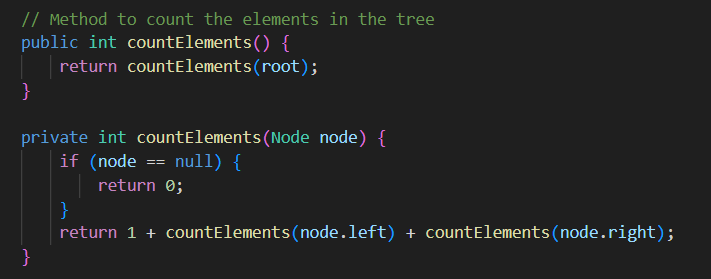 // Method to count the elements in the tree
public int countElements() {
return countElements(root);
}
private int countElements(Node node) {
if (node == null) {
return 0;
}
return 1 + countElements(node.left) + countElements(node.right);
}